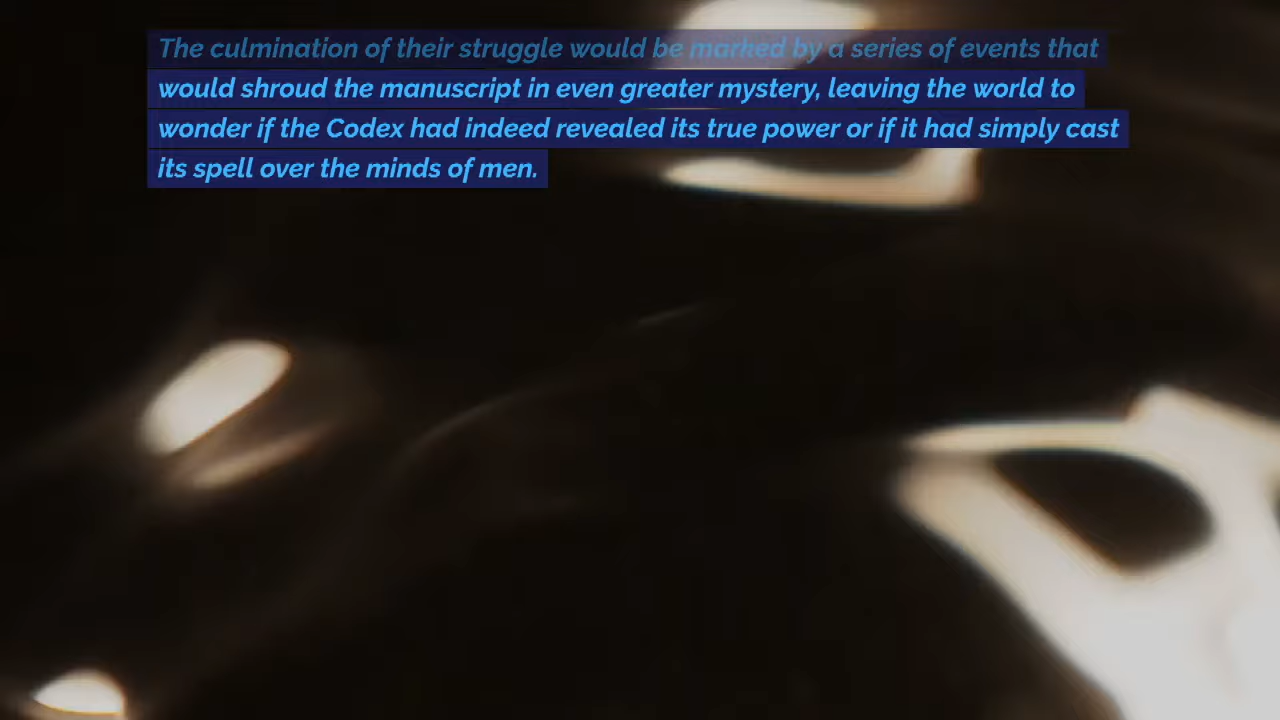 The culmination of their struggle would be marked by a series of events that
would shroud the manuscript in even greater mystery, leaving the world to
wonder if the Codex had indeed revealed its true power or if it had simply cast
its spell over the minds of men.